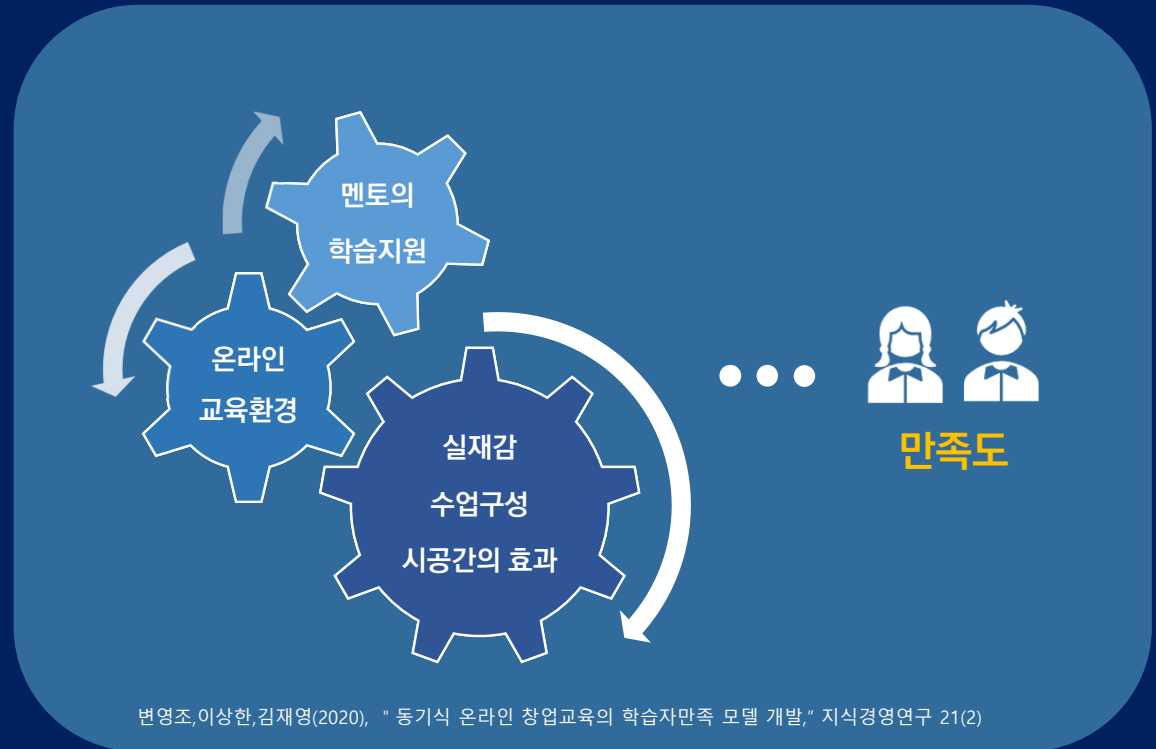 멘토의
학습지원
온라인
교육환경
실재감
수업구성
시공간의 효과
만족도
변영조,이상한,김재영(2020), " 동기식 온라인 창업교육의 학습자만족 모델 개발,” 지식경영연구 21(2)